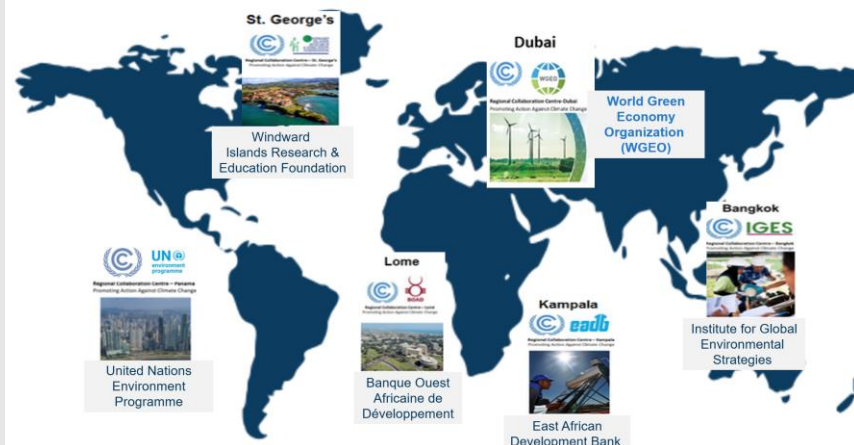 St. George's
Regional Collaboration Centre – St. George's
Promoting Action Against Climate Change
Windward
Islands Research &
Education Foundation
Dubai
WGEO
Regional Collaboration Centre-Dubai
Promoting Action Against Climate Change
World Green
Economy
Organization
(WGEO)
Bangkok
IGES
Regional Collaboration Centre – Bangkok
Promoting Action Against Climate Change
Institute for Global
Environmental
Strategies
UN
environment
programme
Regional Collaboration Centre – Panama
Promoting Action Against Climate Change
United Nations
Environment
Programme
Lome
BOAD
Regional Collaboration Centre – Lomé
Promoting Action Against Climate Change
Banque Ouest
Africaine de
Développement
Kampala
eadb
Regional Collaboration Centre – Kampala
Promoting Action Against Climate Change
East African
Development Bank